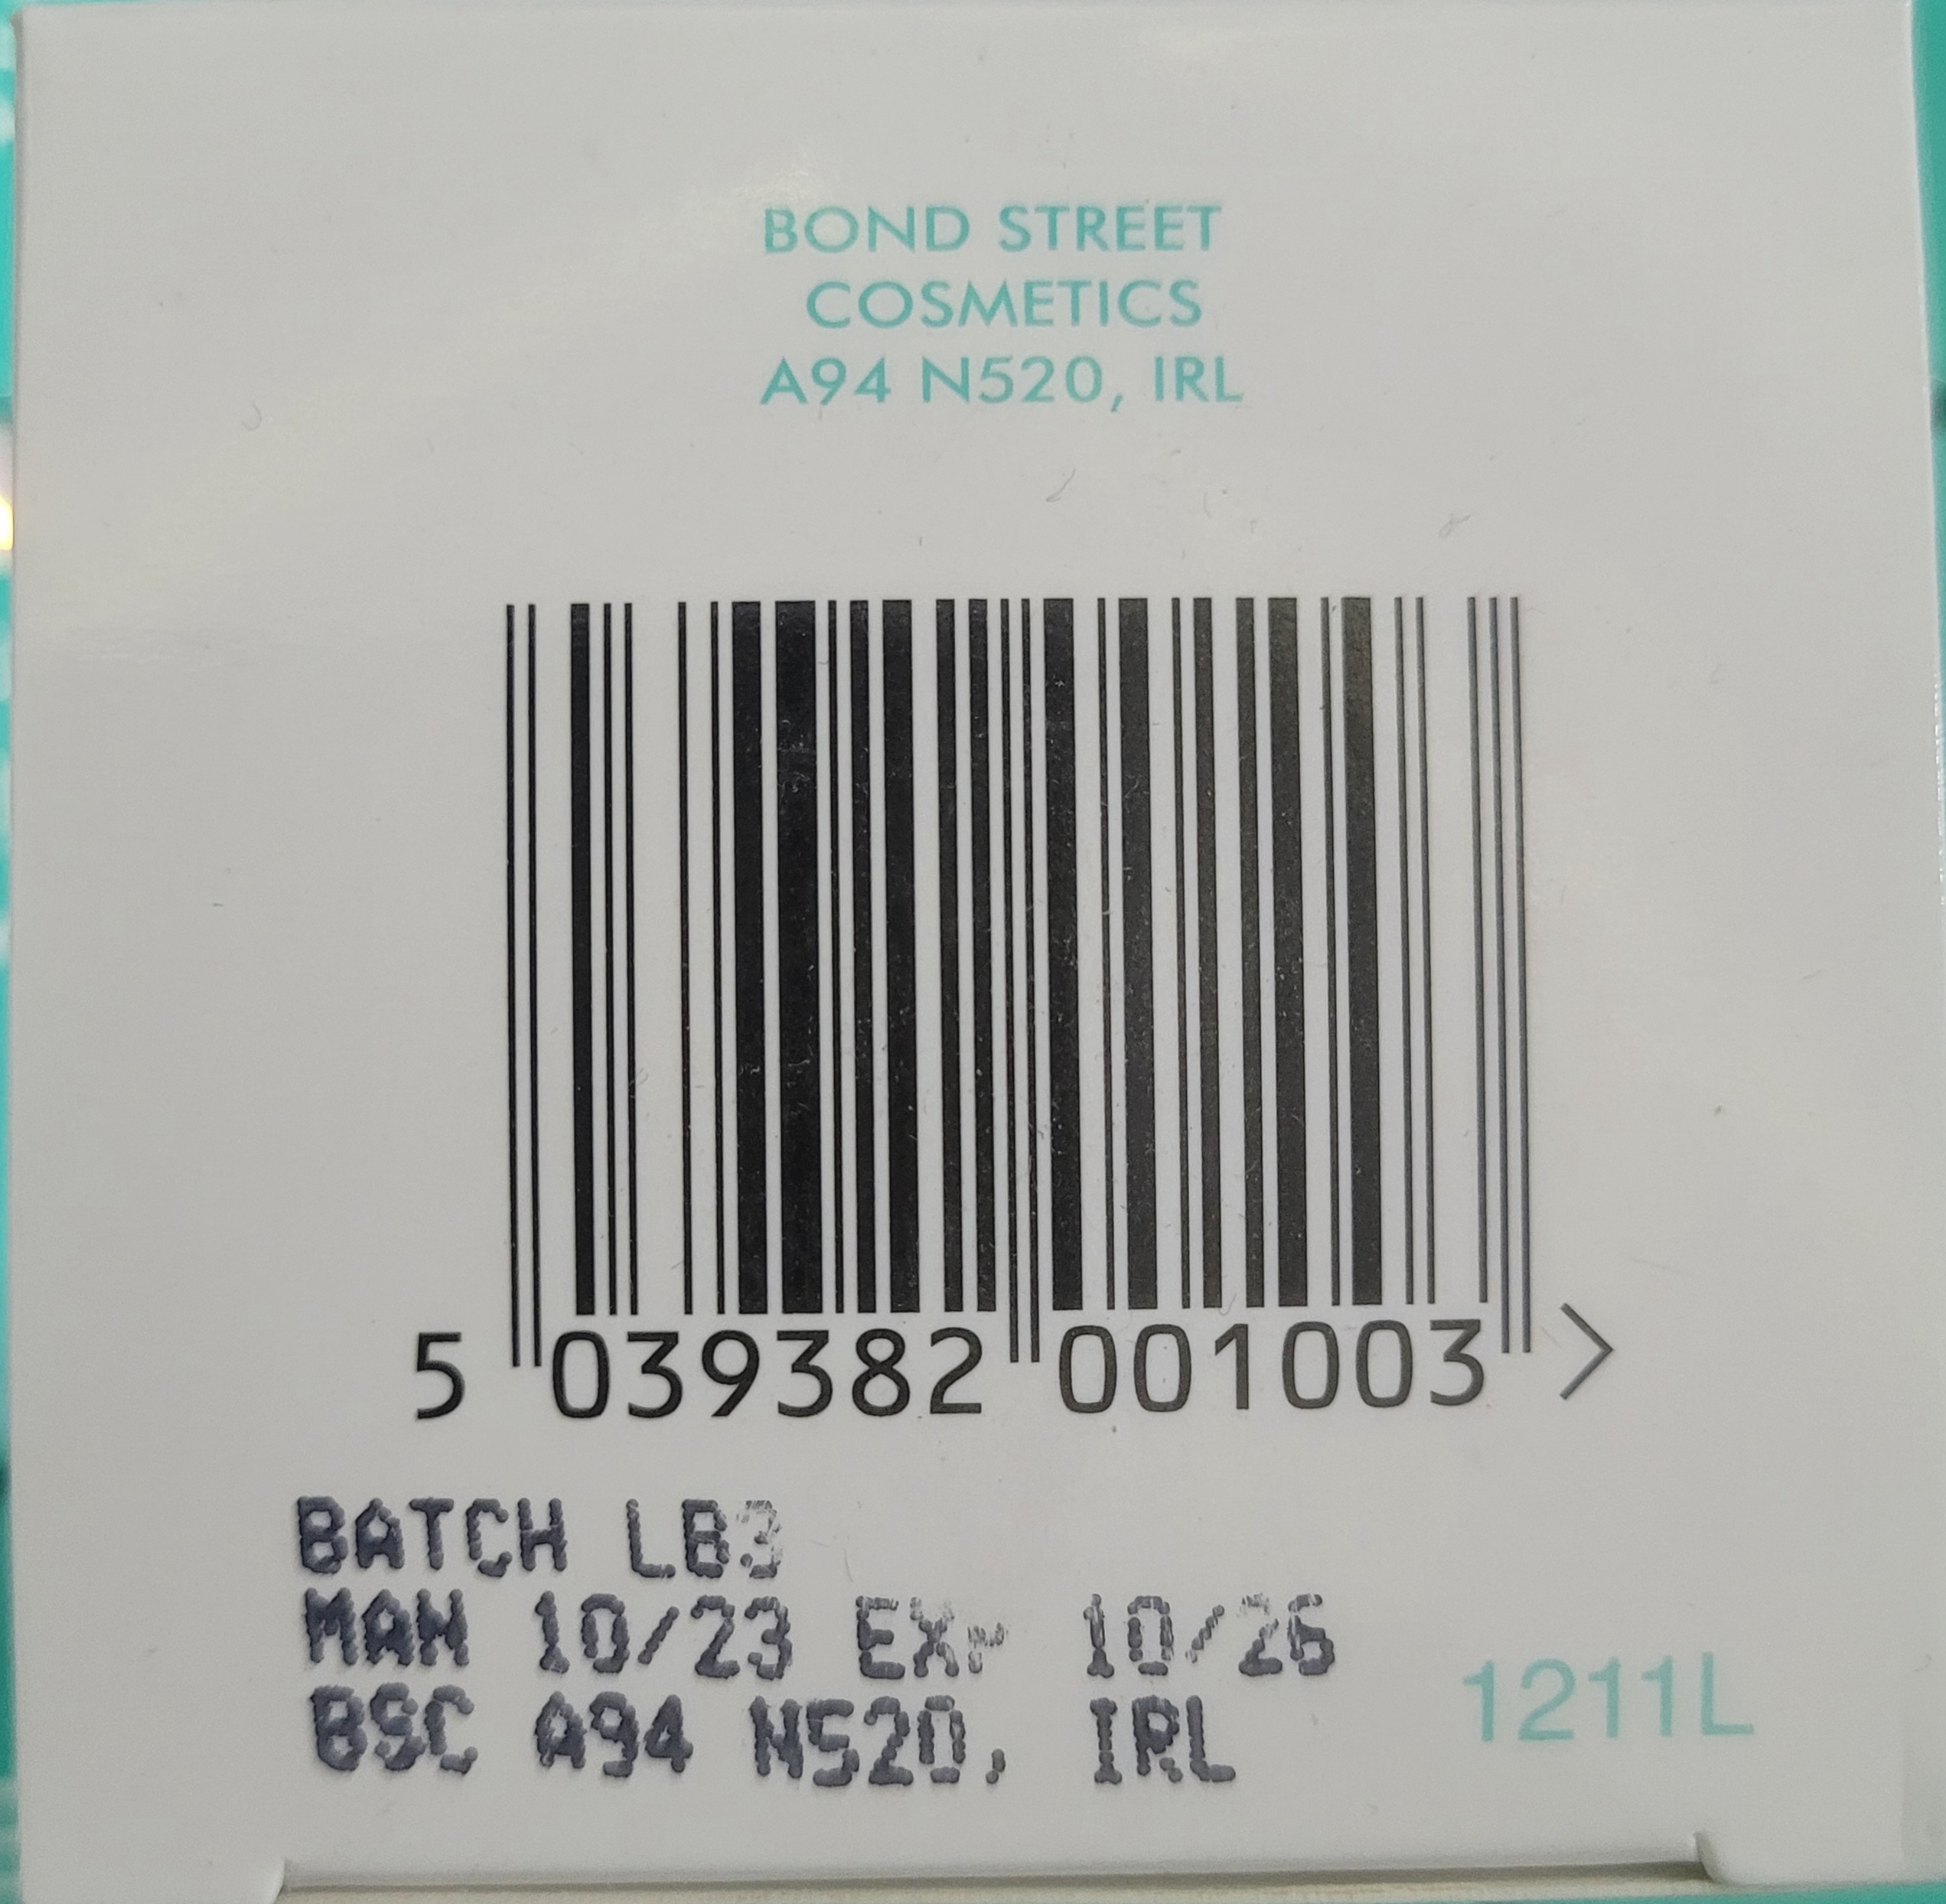 BOND STREET
COSMETICS
A94 N520, IRL
5 039382 001003 >
BATCH LB3
MAN 10/23 EXP 10/26
BSC A94 N520, IRL
1211L